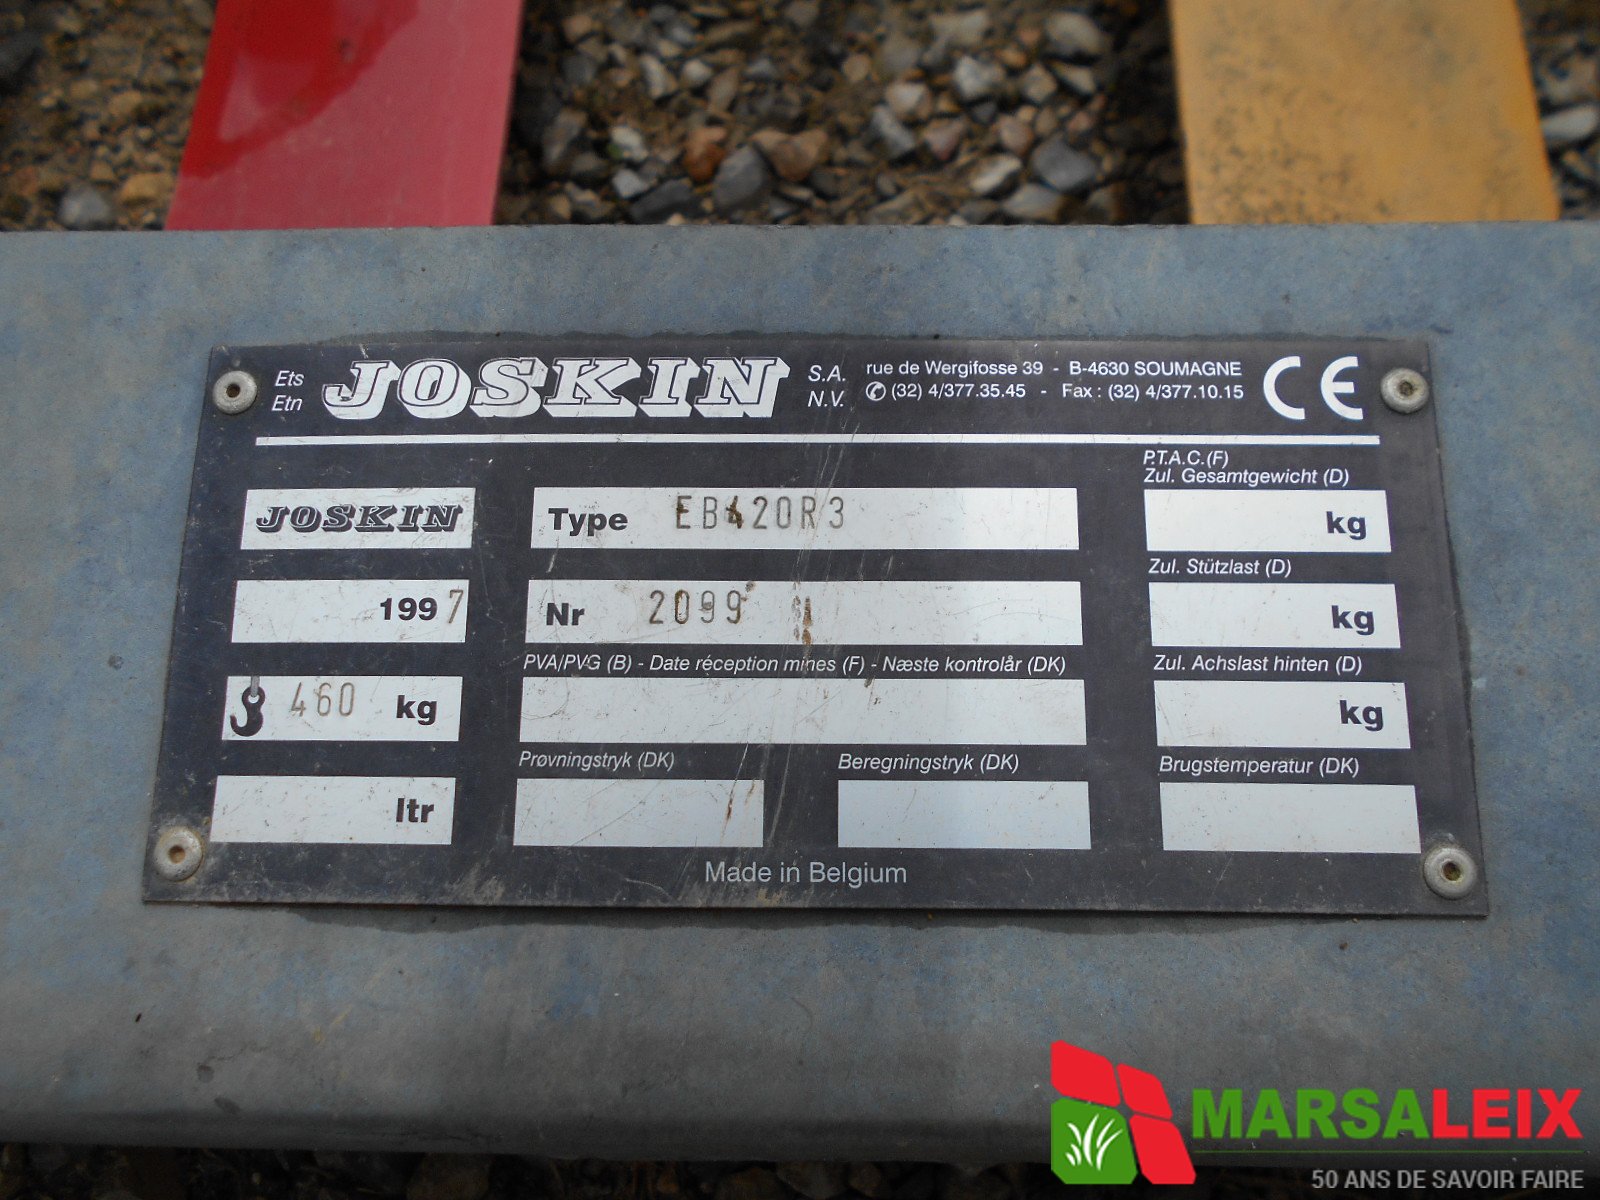 Ets
Etn
JOSKIN
S.A.
N.V.
rue de Wergifosse 39 - B-4630 SOUMAGNE
(32) 4/377.35.45 - Fax : (32) 4/377.10.15
CE
P.T.A.C.(F)
Zul. Gesamtgewicht (D)
JOSKIN
Type EB420R3
kg
Zul. Stützlast (D)
1997
Nr 2099
kg
PVA/PVG (B) - Date réception mines (F) - Næste kontrolår (DK)
Zul. Achslast hinten (D)
460 kg
kg
Prøvningstryk (DK)
Beregningstryk (DK)
Brugstemperatur (DK)
ltr
Made in Belgium
MARSALEIX
50 ANS DE SAVOIR FAIRE